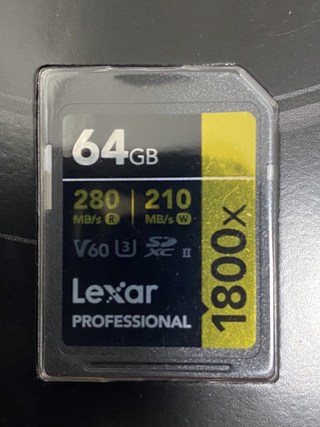 64GB
280 | 210
MB/s R MB/s W
V60 U3 SDXC II
Lexar
PROFESSIONAL
1800x